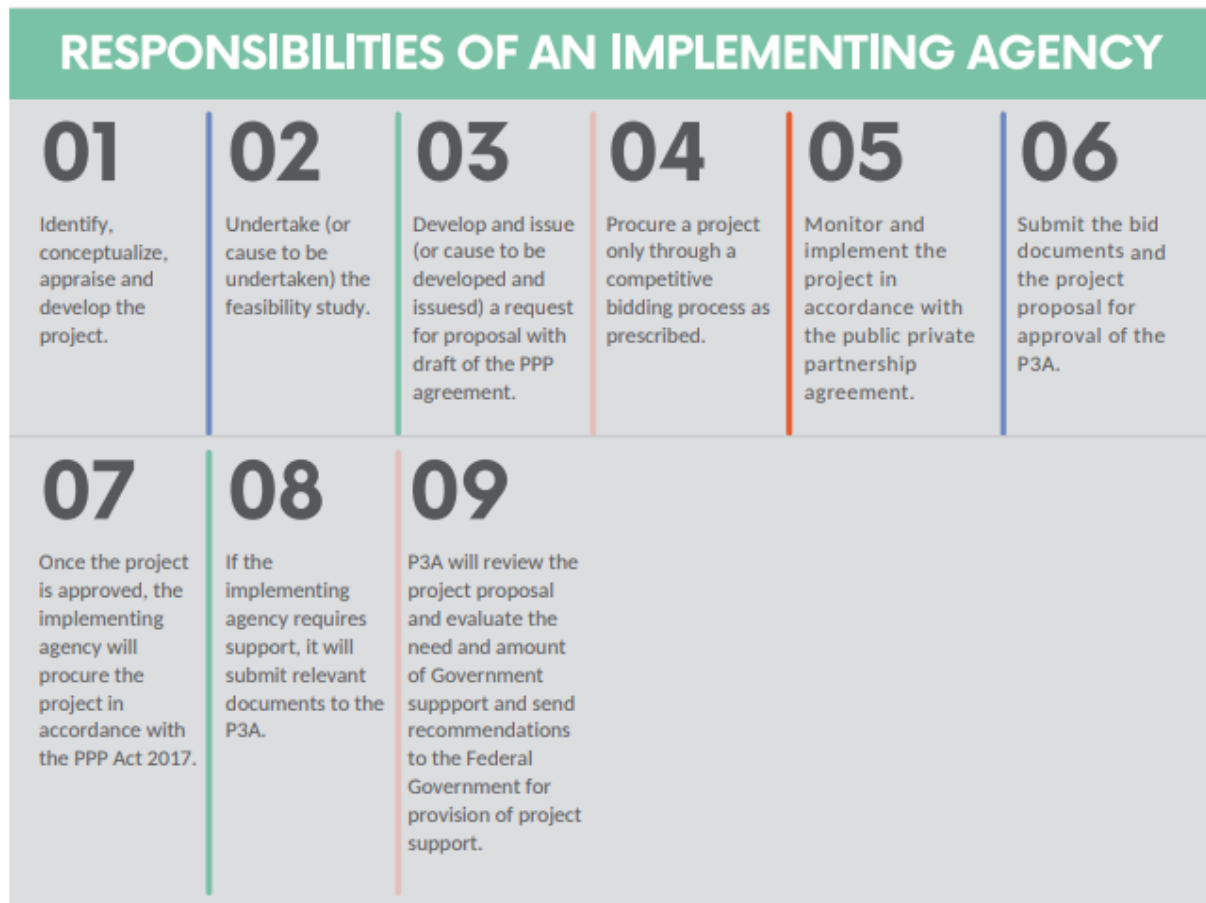 RESPONSIBILITIES OF AN IMPLEMENTING AGENCY
01
Identify,
conceptualize,
appraise and
develop the
project.
02
Undertake (or
cause to be
undertaken) the
feasibility study.
03
Develop and issue
(or cause to be
developed and
issuesd) a request
for proposal with
draft of the PPP
agreement.
04
Procure a project
only through a
competitive
bidding process as
prescribed.
05
Monitor and
implement the
project in
accordance with
the public private
partnership
agreement.
06
Submit the bid
documents and
the project
proposal for
approval of the
P3A.
07
Once the project
is approved, the
implementing
agency will
procure the
project in
accordance with
the PPP Act 2017.
08
If the
implementing
agency requires
support, it will
submit relevant
documents to the
P3A.
09
P3A will review the
project proposal
and evaluate the
need and amount
of Government
suppport and send
recommendations
to the Federal
Government for
provision of project
support.